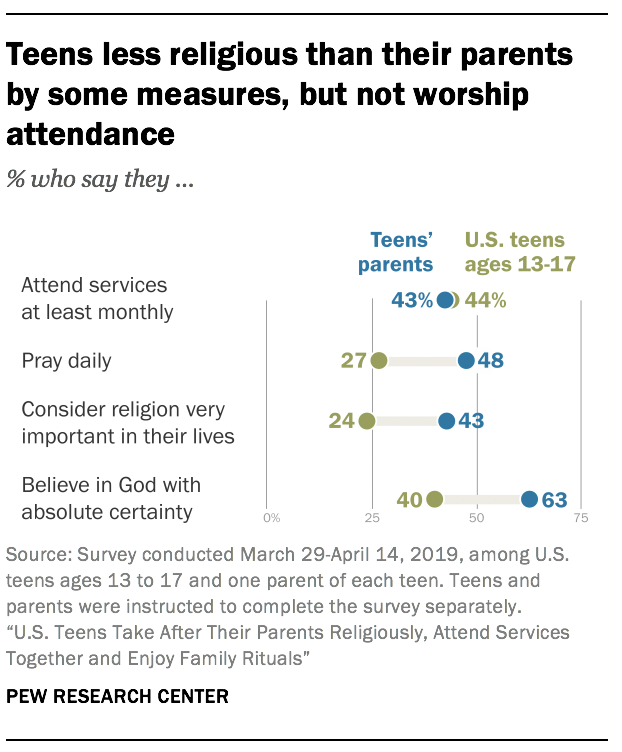 Teens less religious than their parents
by some measures, but not worship
attendance
% who say they ...
Teens’ U.S. teens
parents ages 13-17
Attend services
at least monthly
43% 44%
Pray daily 27 48
Consider religion very
important in their lives
24 43
Believe in God with
absolute certainty
40 63
0% 25 50 75
Source: Survey conducted March 29-April 14, 2019, among U.S.
teens ages 13 to 17 and one parent of each teen. Teens and
parents were instructed to complete the survey separately.
“U.S. Teens Take After Their Parents Religiously, Attend Services
Together and Enjoy Family Rituals”
PEW RESEARCH CENTER